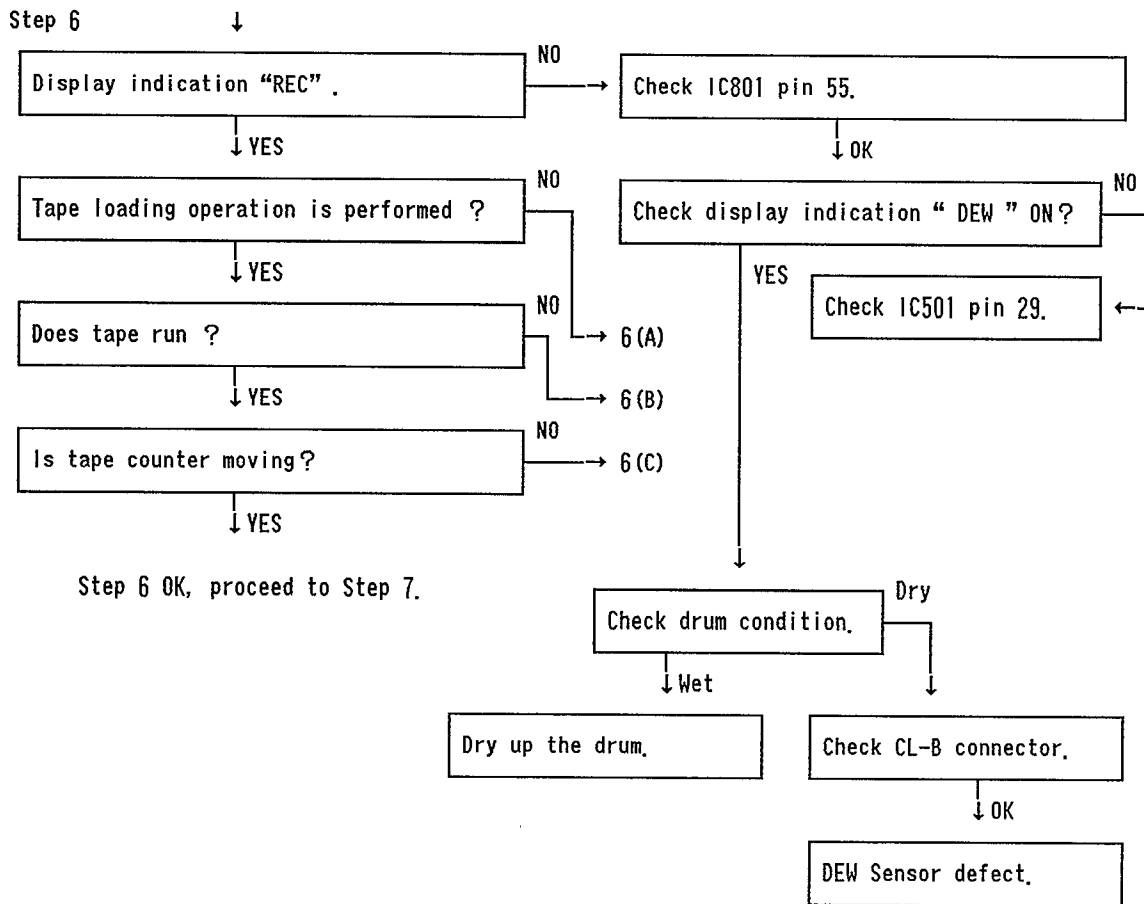 Step 6
Display indication “REC” .
NO
Check IC801 pin 55.
YES
OK
Tape loading operation is performed ?
NO
Check display indication “ DEW ” ON?
NO
YES
YES
Check IC501 pin 29.
Does tape run ?
NO
6(A)
YES
6(B)
Is tape counter moving?
NO
6(C)
YES
Step 6 OK, proceed to Step 7.
Check drum condition.
Dry
Wet
Dry up the drum.
Check CL-B connector.
OK
DEW Sensor defect.